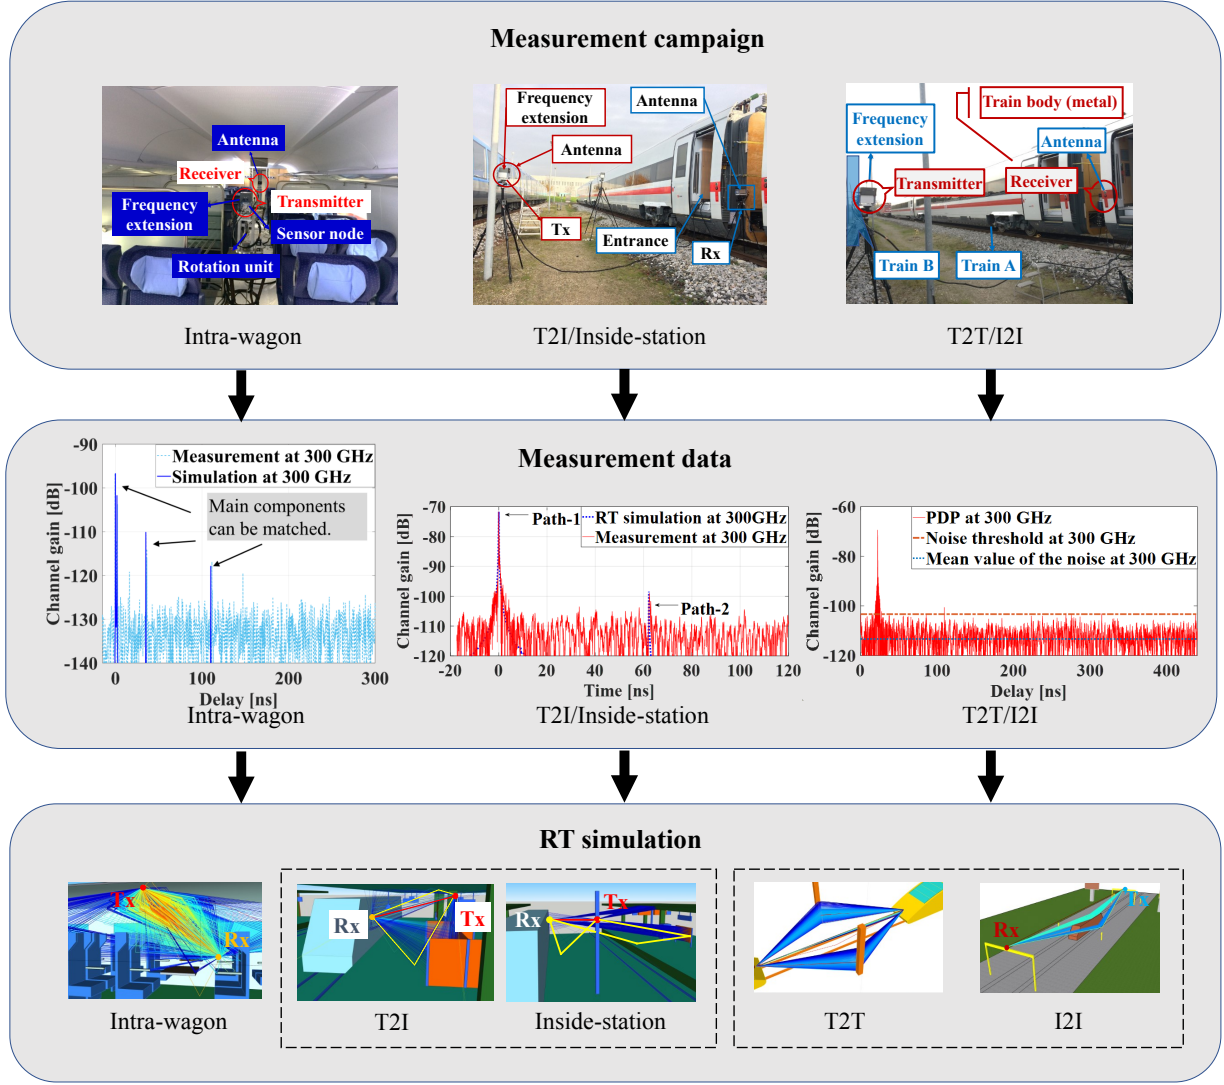 Measurement campaign
Antenna
Receiver
Frequency
extension
Transmitter
Sensor node
Rotation unit
Intra-wagon
Frequency
extension
Antenna
Antenna
Tx
Entrance
Rx
T2I/Inside-station
Frequency
extension
Train body (metal)
Antenna
Transmitter
Receiver
Train B
Train A
T2T/I2I
Measurement data
-90
-100
-110
-120
-130
-140
Channel gain [dB]
Measurement at 300 GHz
Simulation at 300 GHz
Main components
can be matched.
0
100
200
300
Delay [ns]
Intra-wagon
-70
-80
-90
-100
-110
-120
Channel gain [dB]
Path-1
RT simulation at 300GHz
Measurement at 300 GHz
Path-2
-20
0
20
40
60
80
100
120
Time [ns]
T2I/Inside-station
-60
-80
-100
-120
Channel gain [dB]
PDP at 300 GHz
Noise threshold at 300 GHz
Mean value of the noise at 300 GHz
0
100
200
300
400
Delay [ns]
T2T/I2I
RT simulation
Tx
Rx
Intra-wagon
Rx
Tx
T2I
Rx
Tx
Inside-station
T2T
Rx
I2I